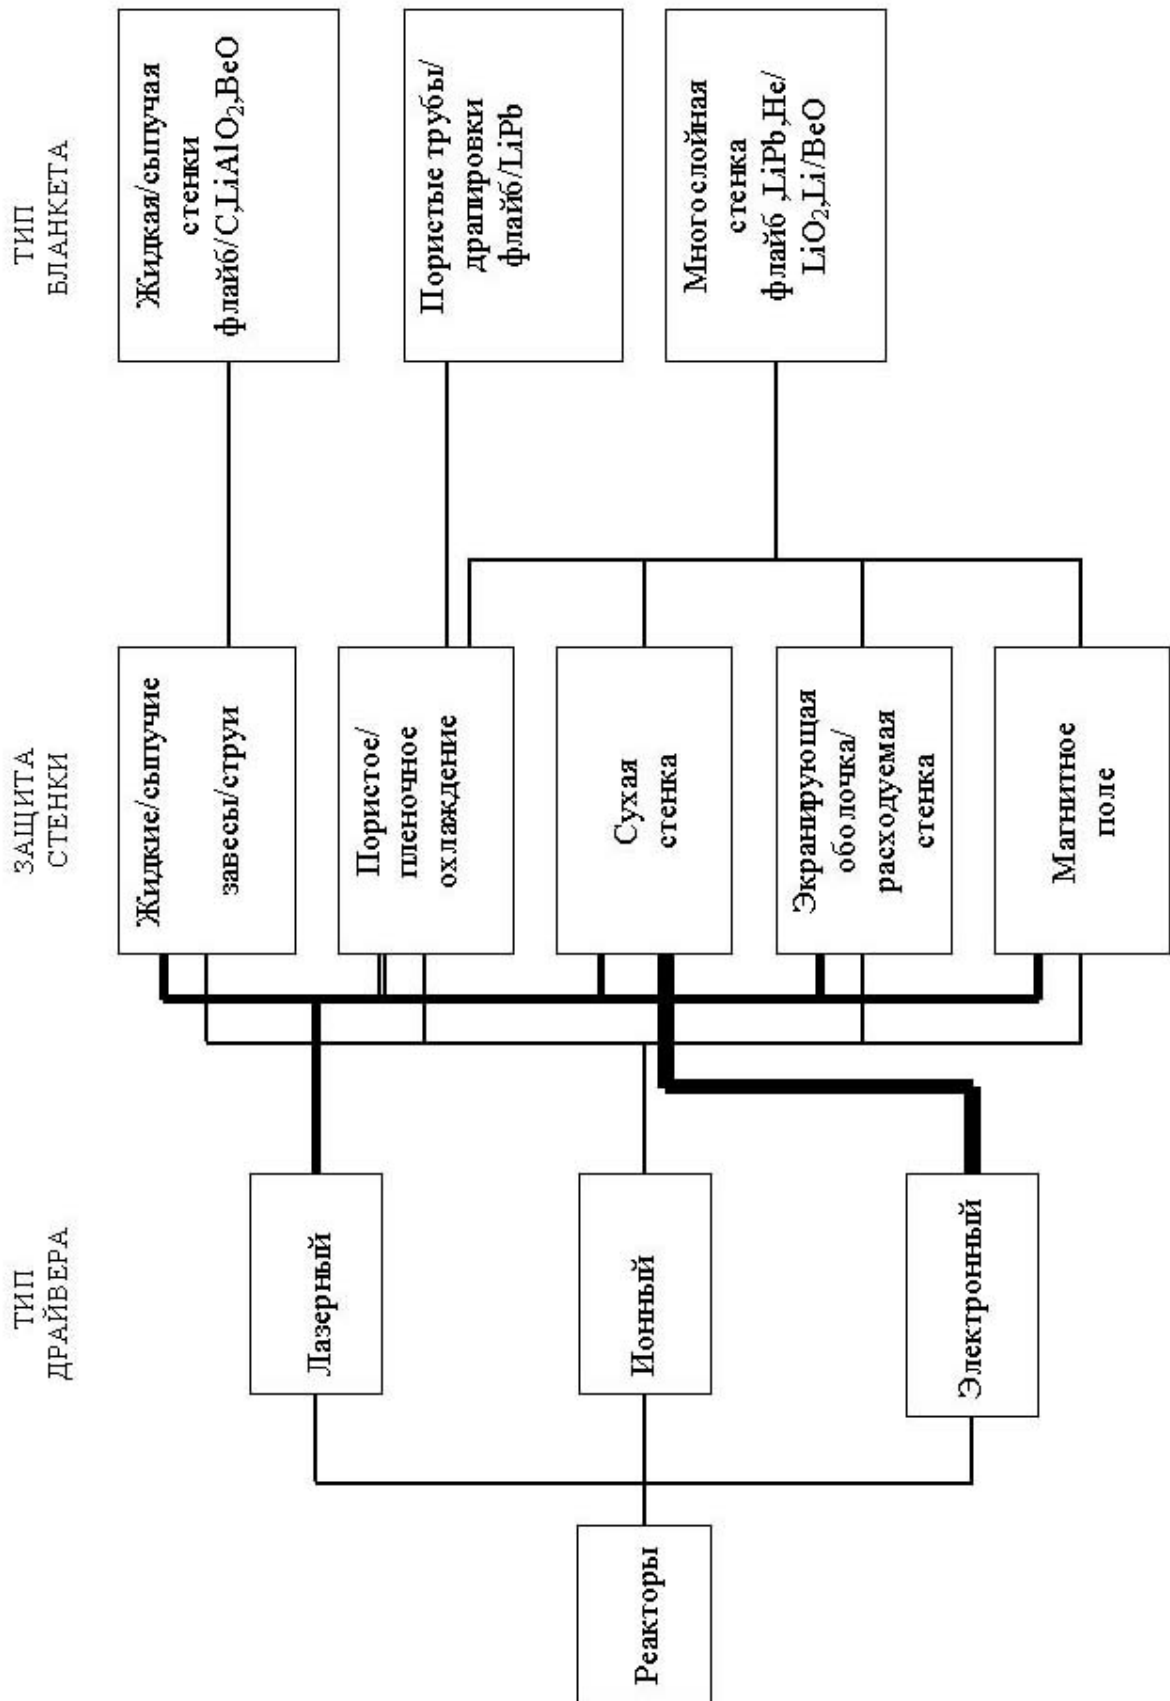 ТИП
ДРАЙВЕРА
ЗАЩИТА
СТЕНКИ
ТИП
БЛАНКЕТА
Реакторы
Лазерный
Ионный
Электронный
Жидкие/сыпучие
завесы/струи
Пористое/
пленочное
охлаждение
Сухая
стенка
Экранирующая
оболочка/
расходуемая
стенка
Магнитное
поле
Жидкая/сыпучая
стенки
флайб/C,LiAlO₂,BeO
Пористые трубы/
драпировки
флайб/LiPb
Многослойная
стенка
флайб ,LiPb,He/
LiO₂,Li/BeO